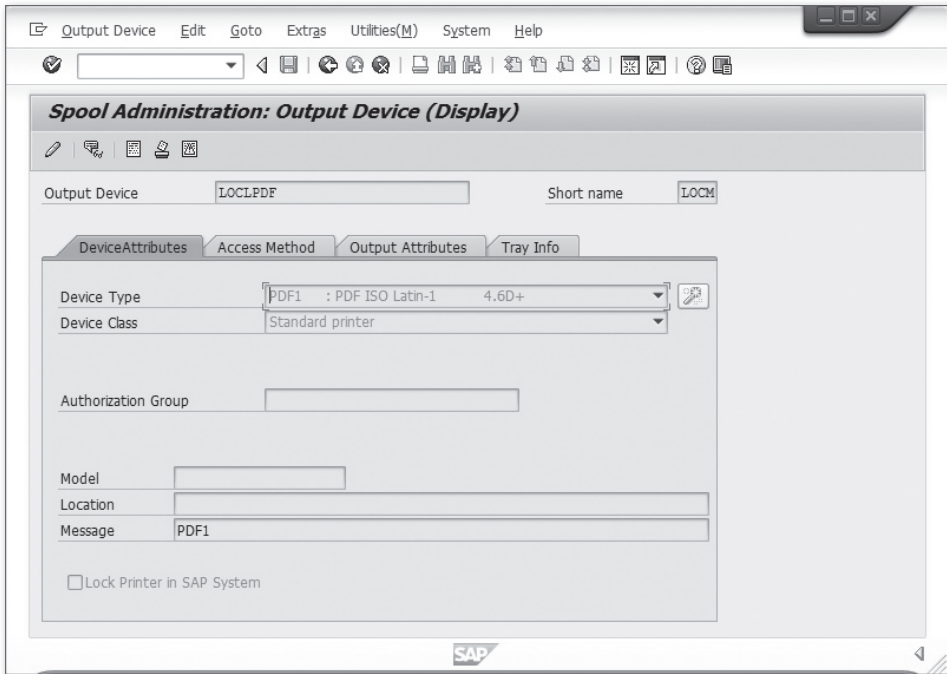 Output Device Edit Goto Extras Utilities(M) System Help
Spool Administration: Output Device (Display)
Output Device LOCLPDF Short name LOCM
DeviceAttributes Access Method Output Attributes Tray Info
Device Type PDF1 : PDF ISO Latin-1 4.6D+
Device Class Standard printer
Authorization Group
Model
Location
Message PDF1
Lock Printer in SAP System
SAP